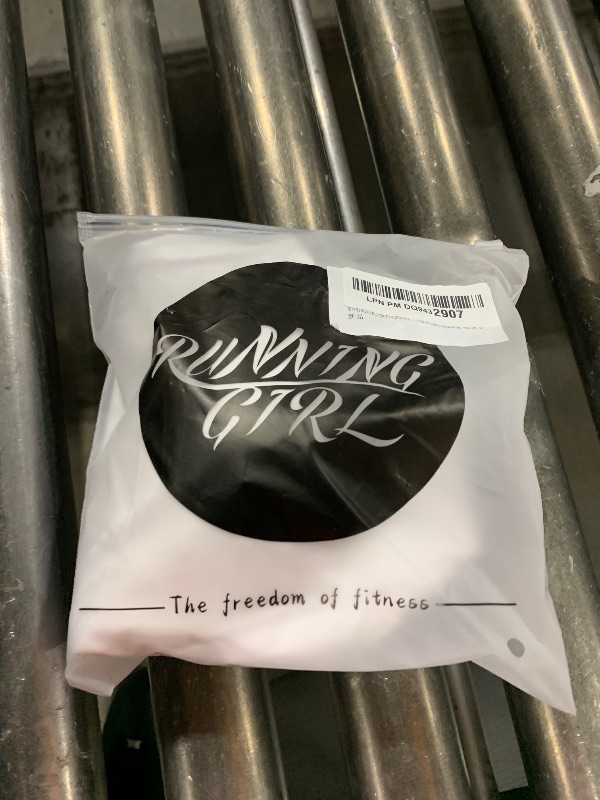 LPN PM DQ9432907
RUNNING
GIRL
The freedom of fitness